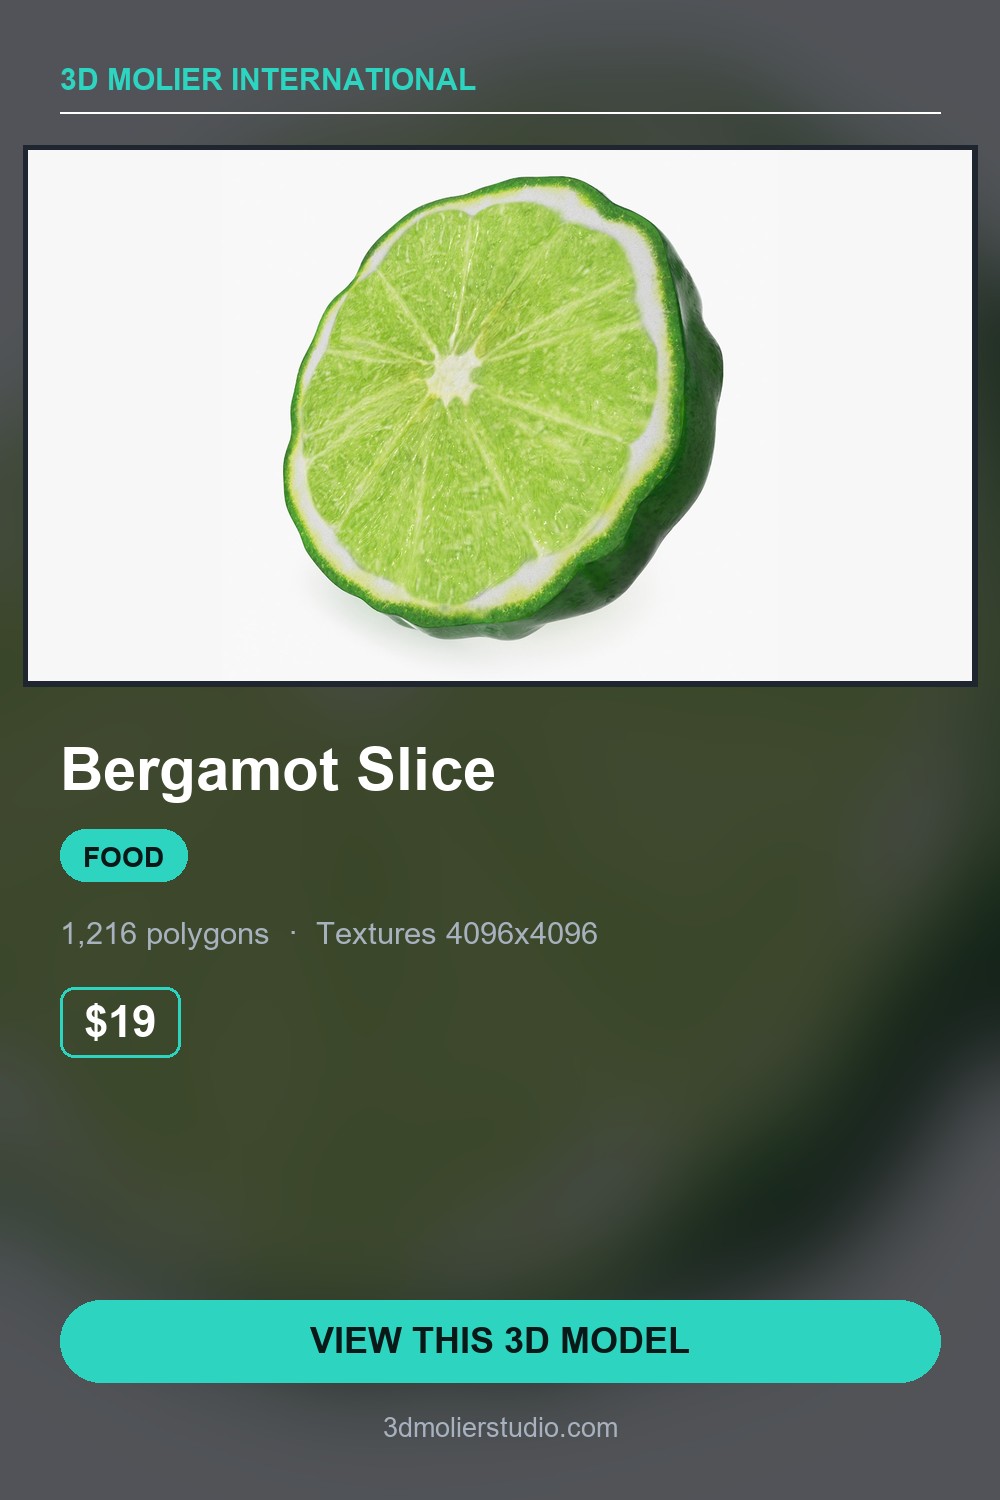 3D MOLIER INTERNATIONAL
Bergamot Slice
FOOD
1,216 polygons · Textures 4096x4096
$19
VIEW THIS 3D MODEL
3dmolierstudio.com